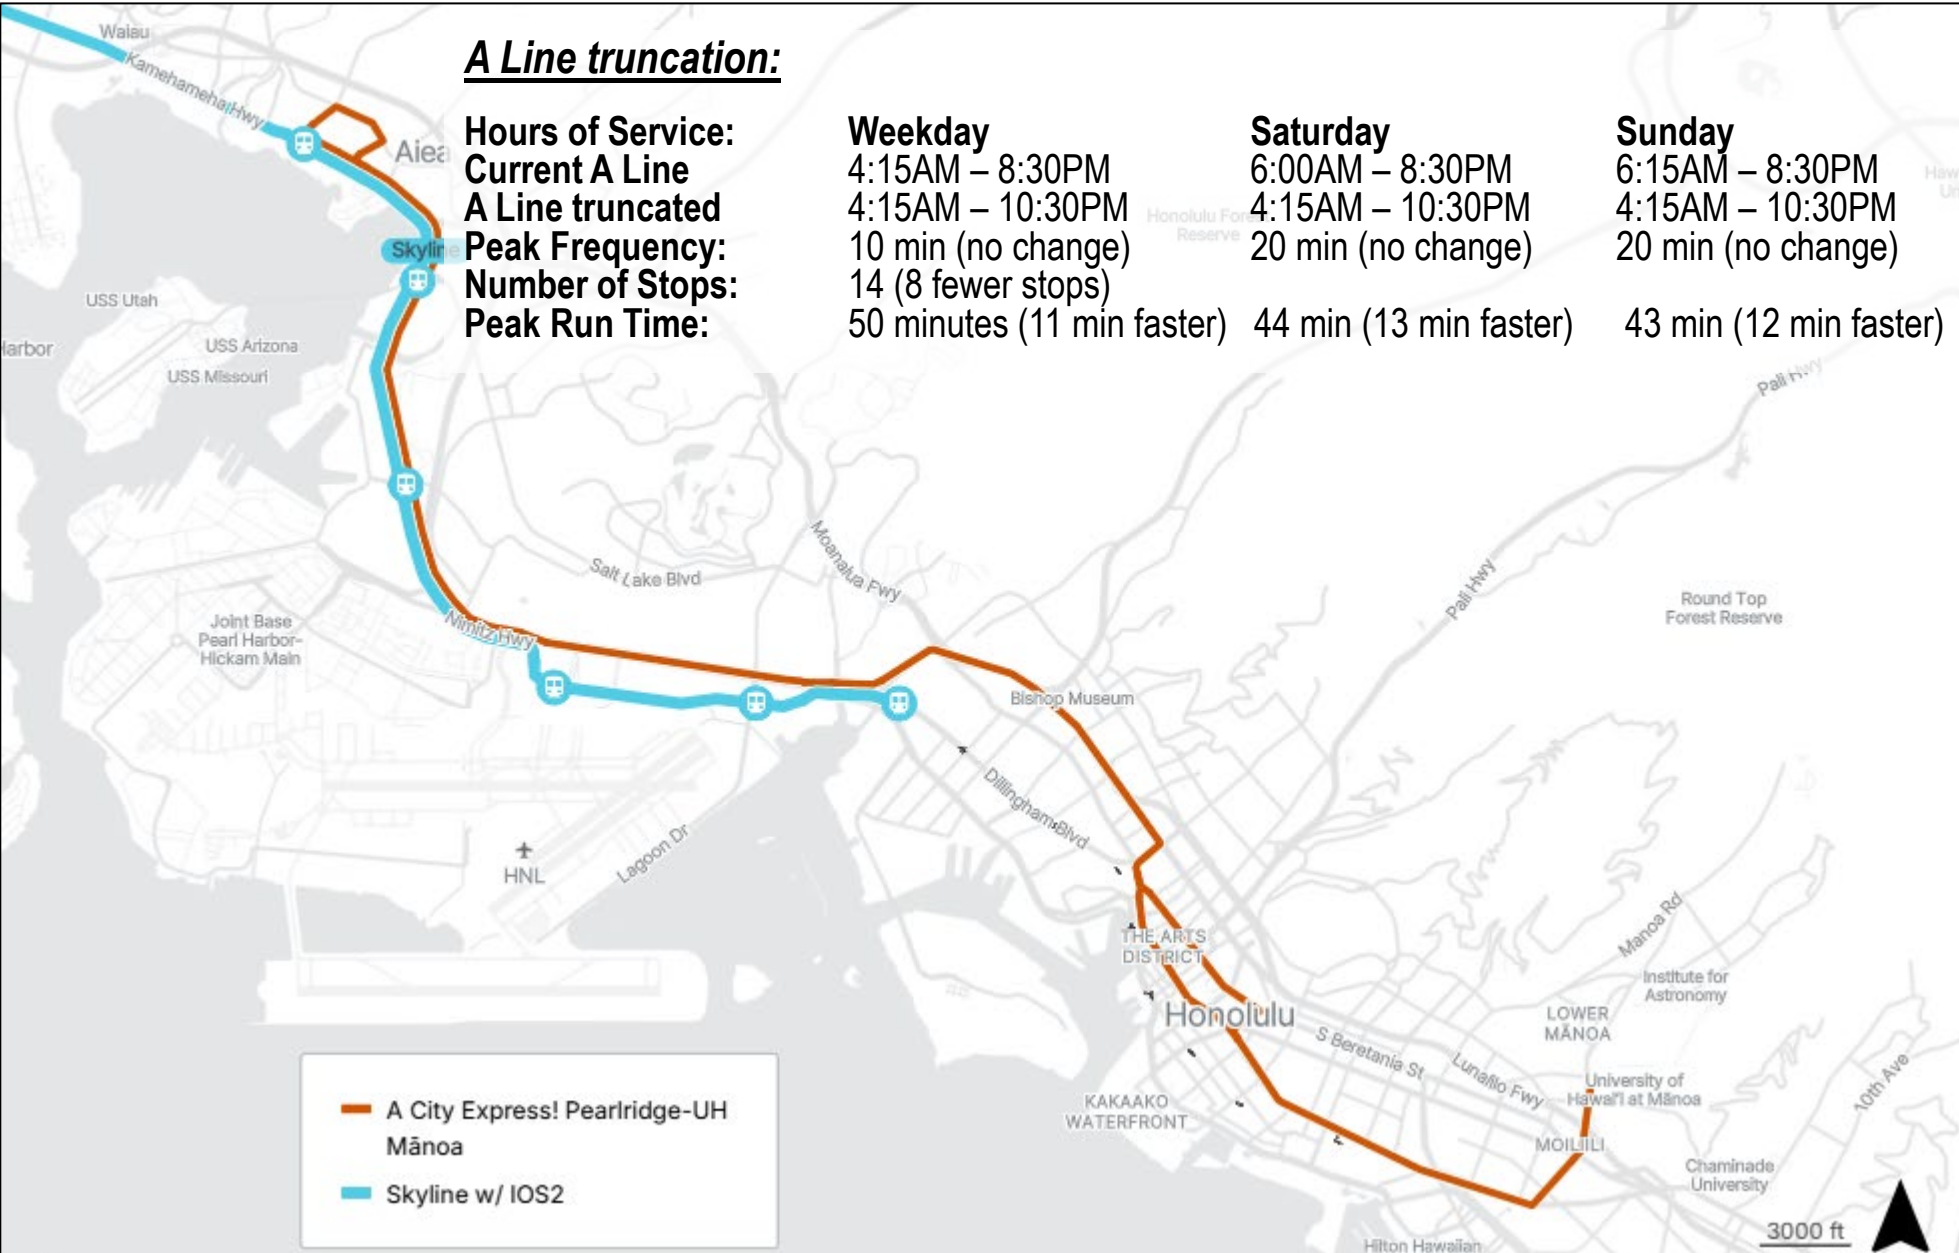 A Line truncation:
Hours of Service: Weekday Saturday Sunday
Current A Line 4:15AM – 8:30PM 6:00AM – 8:30PM 6:15AM – 8:30PM
A Line truncated 4:15AM – 10:30PM 4:15AM – 10:30PM 4:15AM – 10:30PM
Peak Frequency: 10 min (no change) 20 min (no change) 20 min (no change)
Number of Stops: 14 (8 fewer stops)
Peak Run Time: 50 minutes (11 min faster) 44 min (13 min faster) 43 min (12 min faster)
Kamehameha Hwy
Aiea
Honolulu
Reserve
Skyline
USS Utah
USS Arizona
USS Missouri
Pali Hwy
Moanalua Fwy
Salt Lake Blvd
Pali Hwy
Round Top
Forest Reserve
Joint Base
Pearl Harbor-
Hickam Main
Nimitz Hwy
Bishop Museum
Dillingham Blvd
Lagoon Dr
HNL
THE ARTS
DISTRICT
Manoa Rd
Institute for
Astronomy
Honolulu
LOWER
MĀNOA
S Beretania St
Lunalilo Fwy
University of
Hawai'i at Mānoa
10th Ave
KAKAAKO
WATERFRONT
MOILIILI
Chaminade
University
A City Express! Pearlridge-UH
Mānoa
Skyline w/ IOS2
3000 ft
Hilton Hawaiian